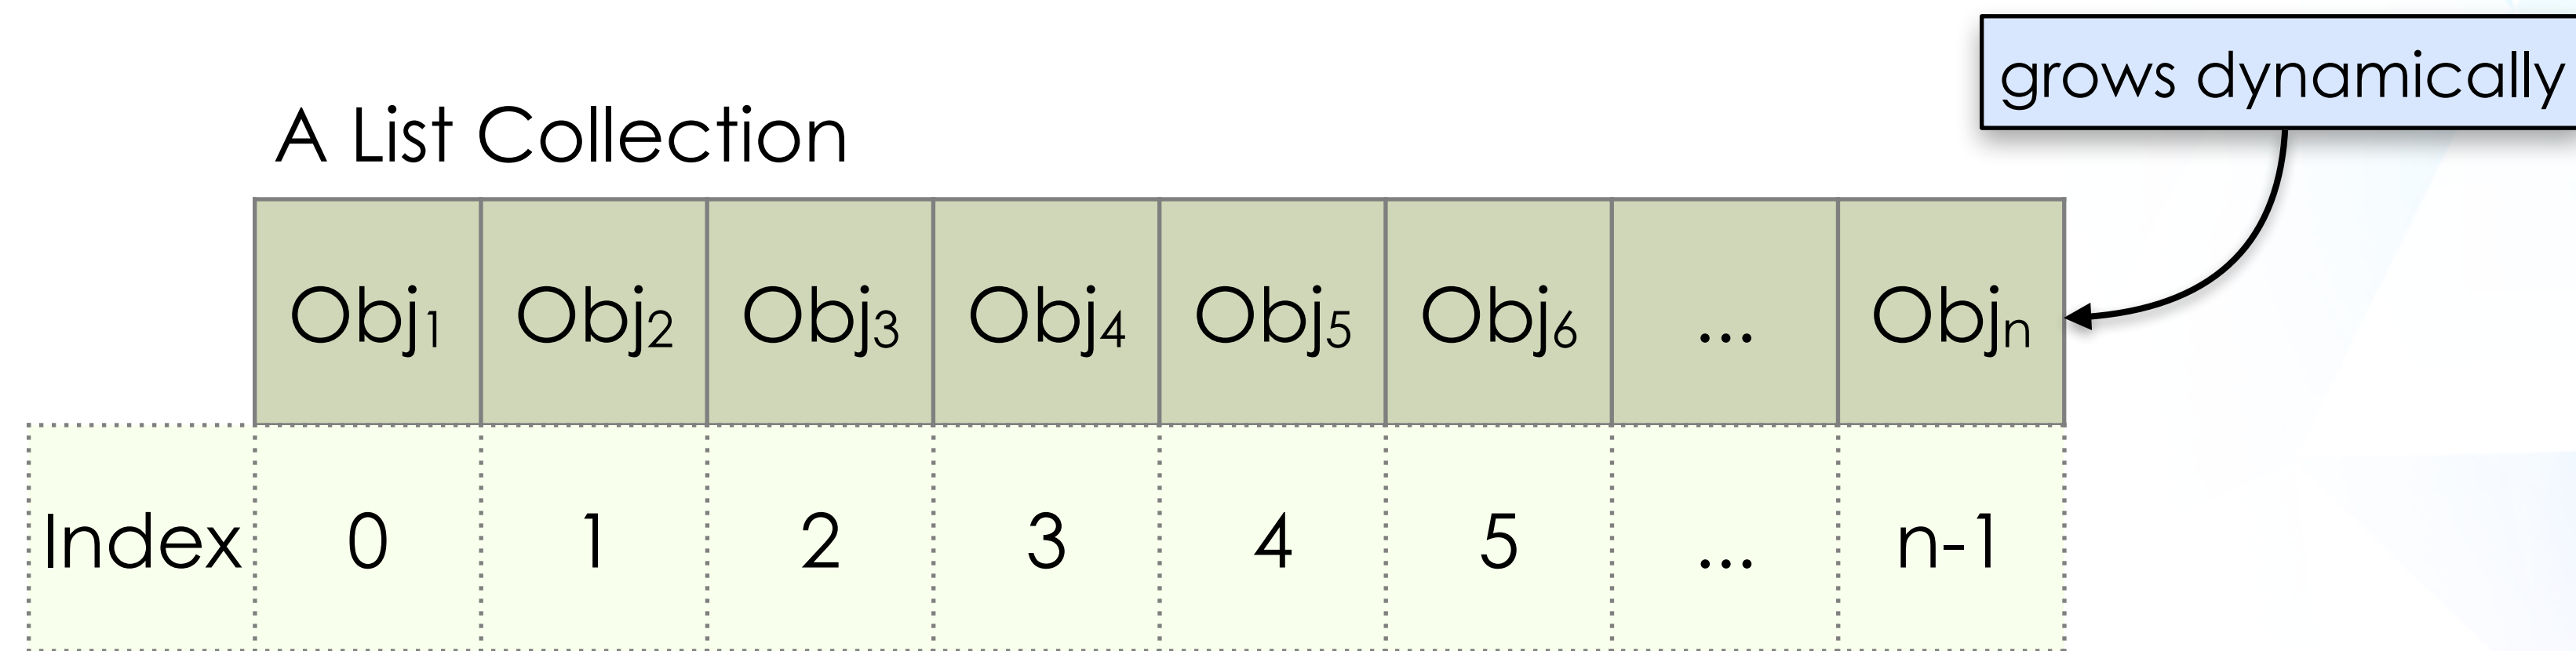 grows dynamically
A List Collection
Obj₁ Obj₂ Obj₃ Obj₄ Obj₅ Obj₆ ... Objₙ
Index 0 1 2 3 4 5 ... n-1